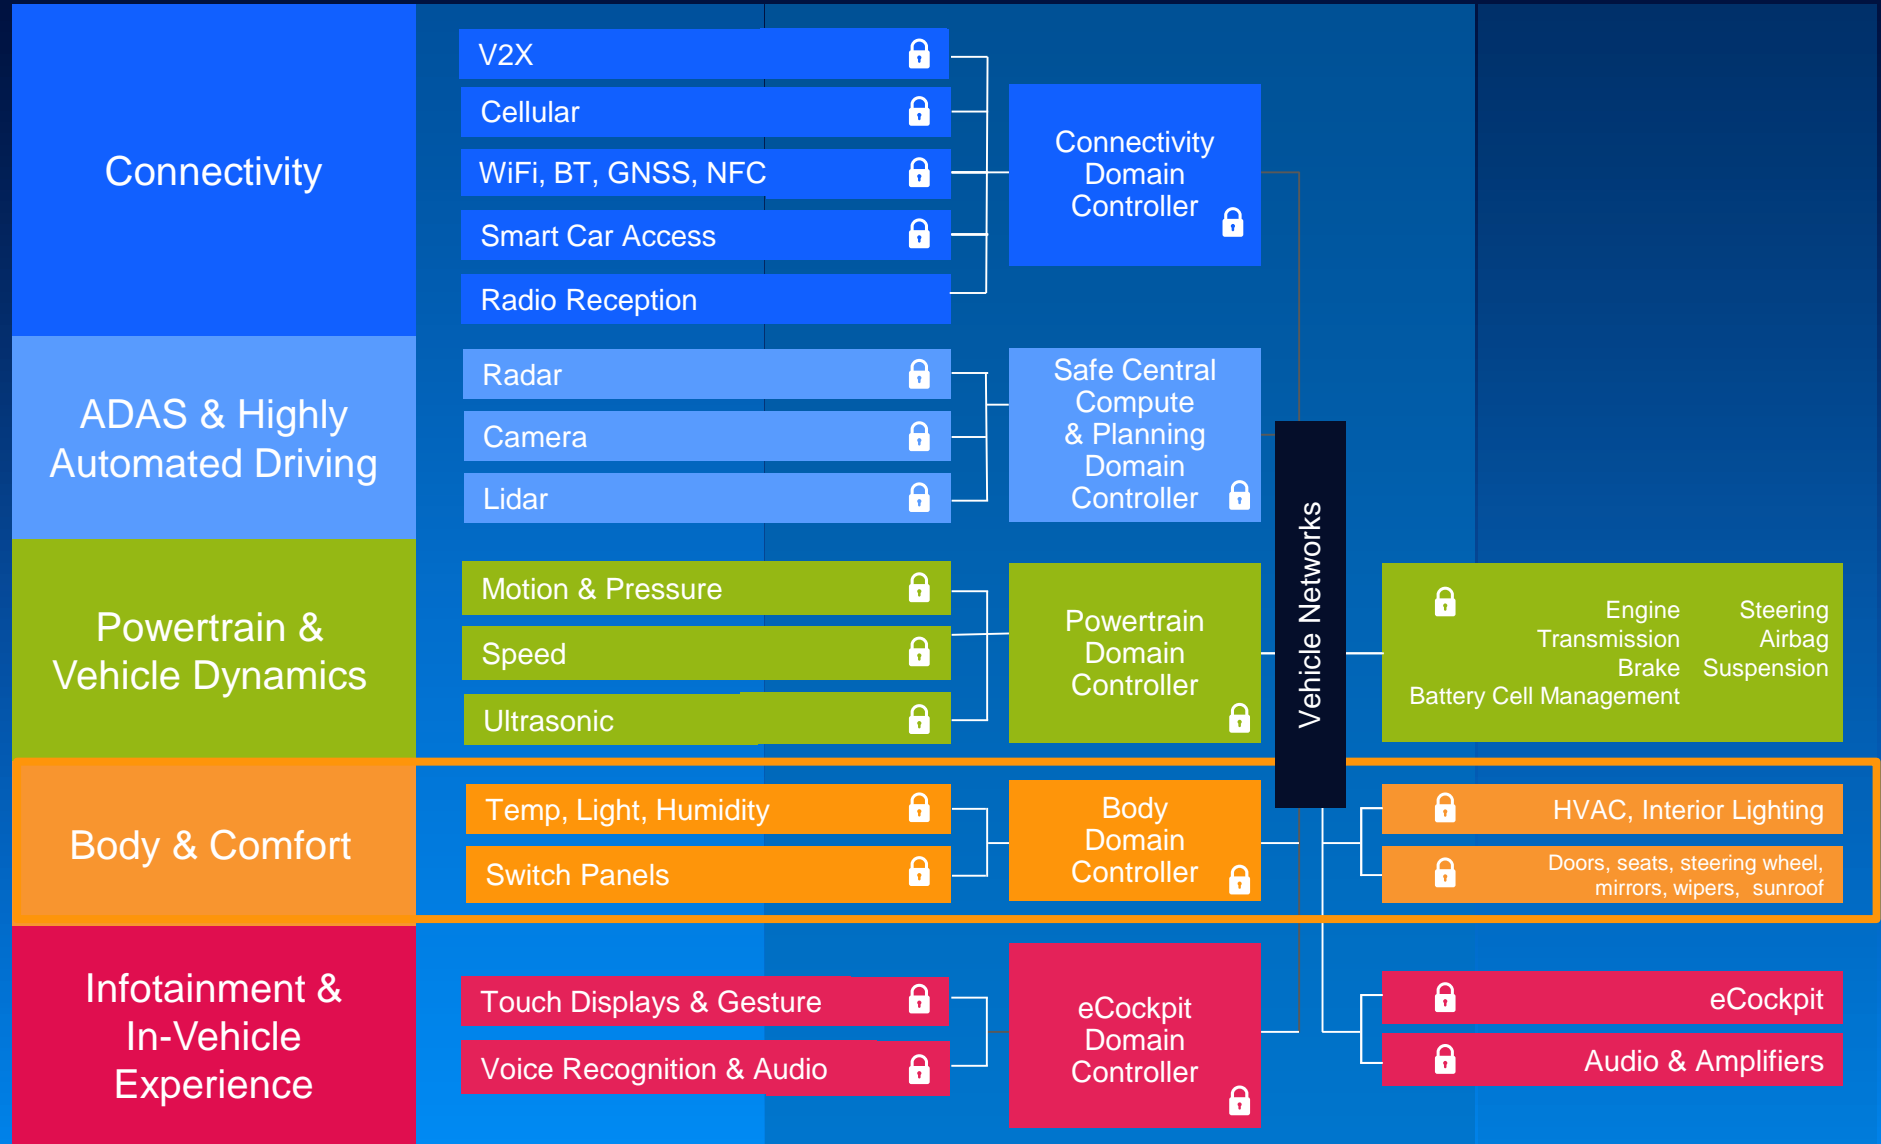 Connectivity
V2X
Cellular
WiFi, BT, GNSS, NFC
Smart Car Access
Radio Reception
Connectivity
Domain
Controller
ADAS & Highly
Automated Driving
Radar
Camera
Lidar
Safe Central
Compute
& Planning
Domain
Controller
Vehicle Networks
Powertrain &
Vehicle Dynamics
Motion & Pressure
Speed
Ultrasonic
Powertrain
Domain
Controller
Engine
Transmission
Brake
Battery Cell Management
Steering
Airbag
Suspension
Body & Comfort
Temp, Light, Humidity
Switch Panels
Body
Domain
Controller
HVAC, Interior Lighting
Doors, seats, steering wheel,
mirrors, wipers, sunroof
Infotainment &
In-Vehicle
Experience
Touch Displays & Gesture
Voice Recognition & Audio
eCockpit
Domain
Controller
eCockpit
Audio & Amplifiers